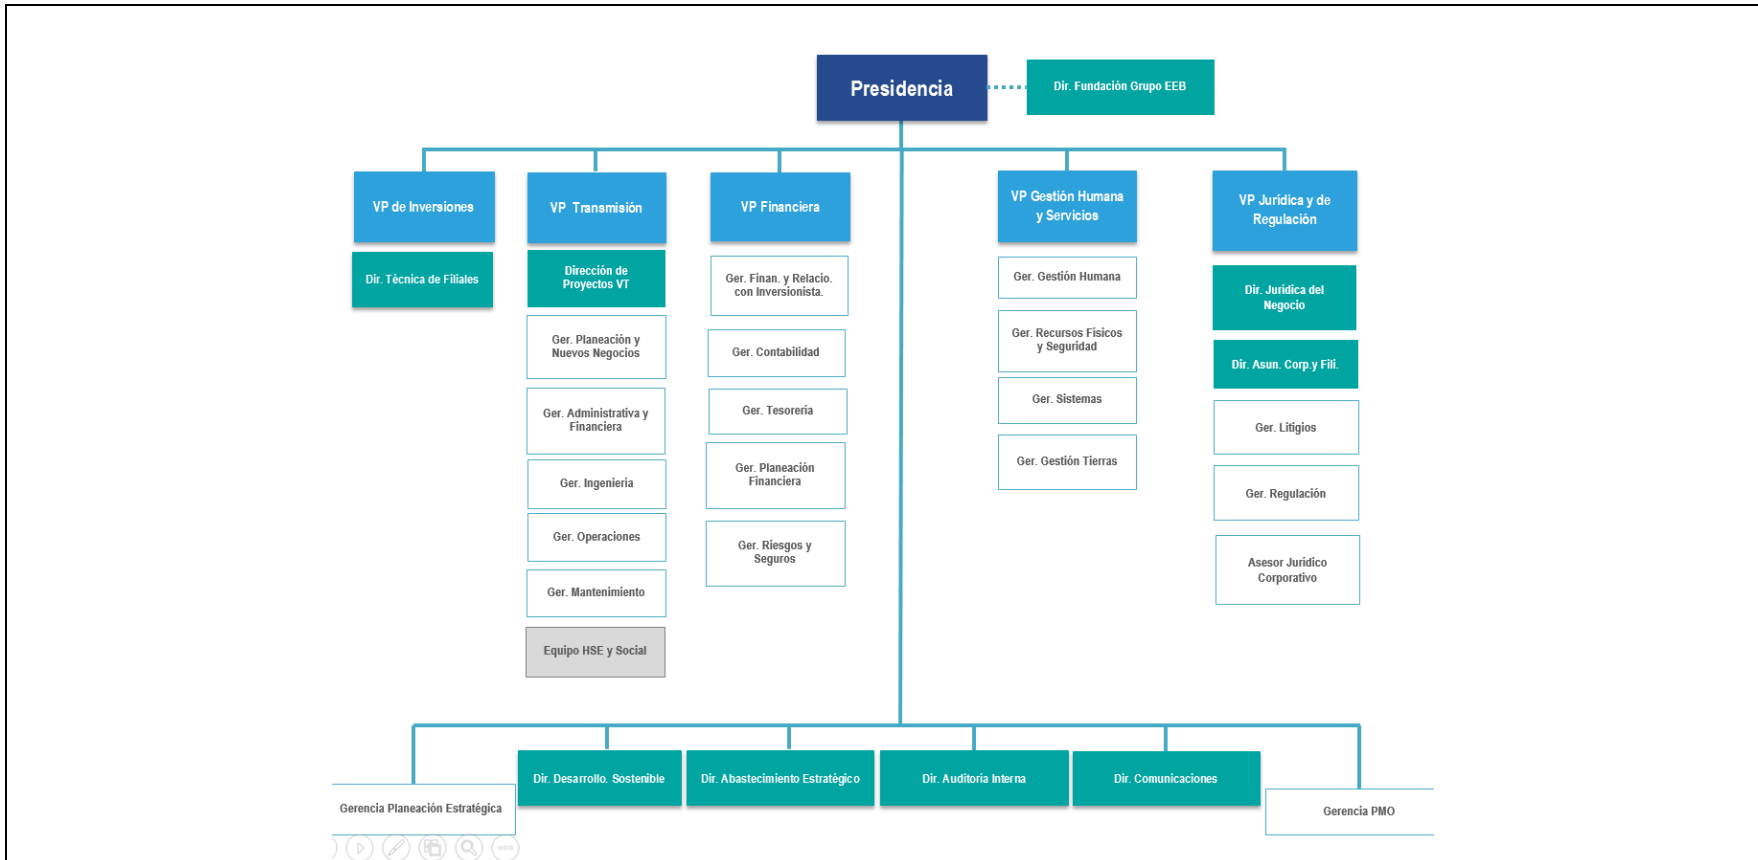 Presidencia
Dir. Fundación Grupo EEB
VP de Inversiones
Dir. Técnica de Filiales
VP Transmisión
Dirección de
Proyectos VT
Ger. Planeación y
Nuevos Negocios
Ger. Administrativa y
Financiera
Ger. Ingeniería
Ger. Operaciones
Ger. Mantenimiento
Equipo HSE y Social
VP Financiera
Ger. Finan. y Relacio.
con Inversionista.
Ger. Contabilidad
Ger. Tesorería
Ger. Planeación
Financiera
Ger. Riesgos y
Seguros
VP Gestión Humana
y Servicios
Ger. Gestión Humana
Ger. Recursos Físicos
y Seguridad
Ger. Sistemas
Ger. Gestión Tierras
VP Jurídica y de
Regulación
Dir. Jurídica del
Negocio
Dir. Asun. Corp.y Fili.
Ger. Litigios
Ger. Regulación
Asesor Jurídico
Corporativo
Gerencia Planeación Estratégica
Dir. Desarrollo. Sostenible
Dir. Abastecimiento Estratégico
Dir. Auditoría Interna
Dir. Comunicaciones
Gerencia PMO